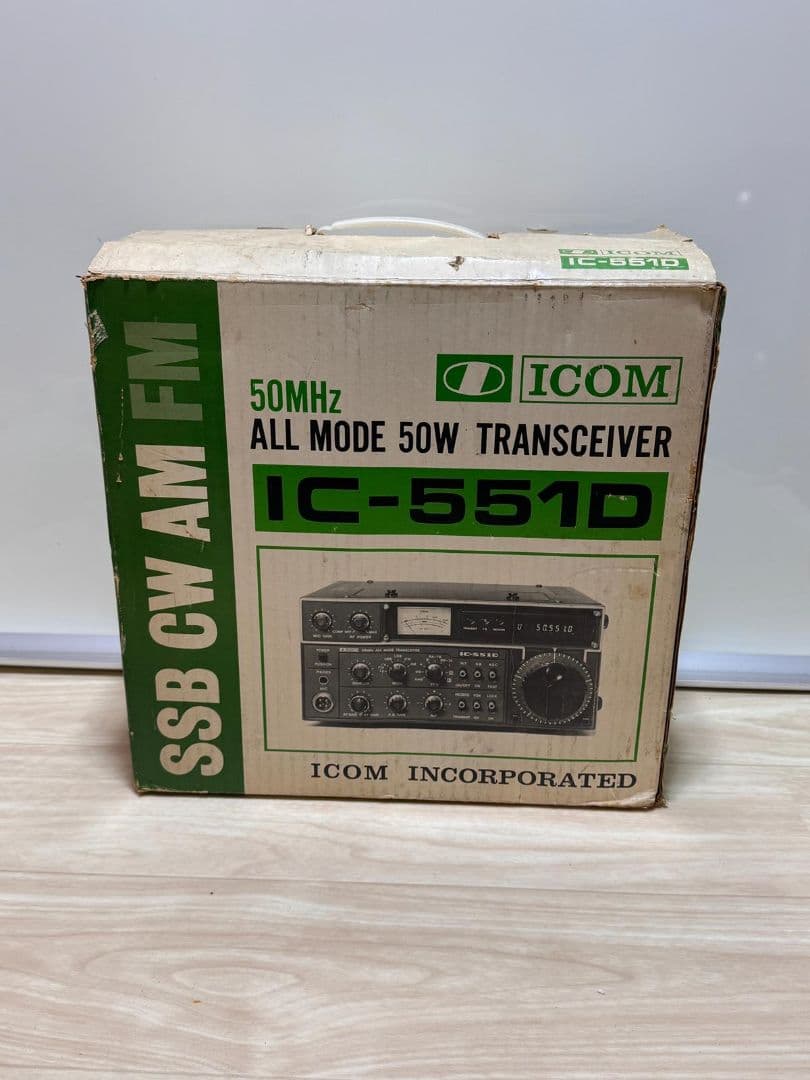 ICOM
IC-551D
SSB CW AM FM
ICOM
50MHz
ALL MODE 50W TRANSCEIVER
IC-551D
ICOM INCORPORATED